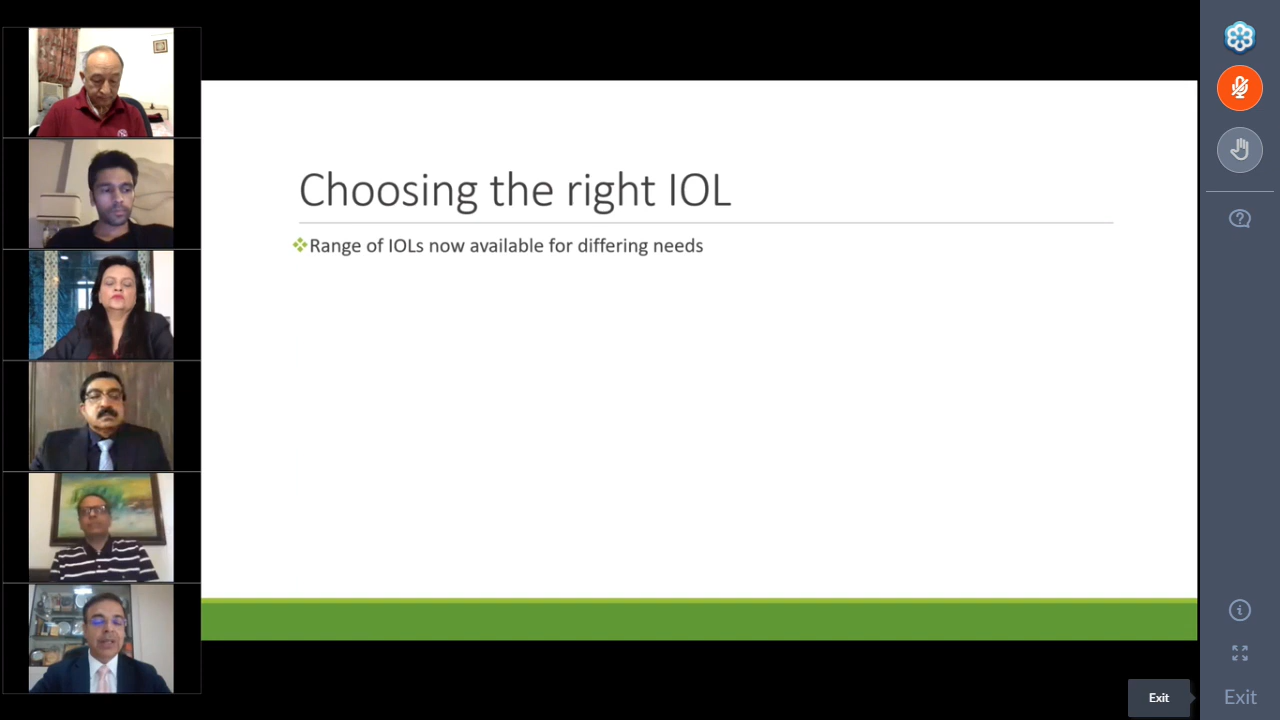 Choosing the right IOL
❖Range of IOLs now available for differing needs
Exit
Exit